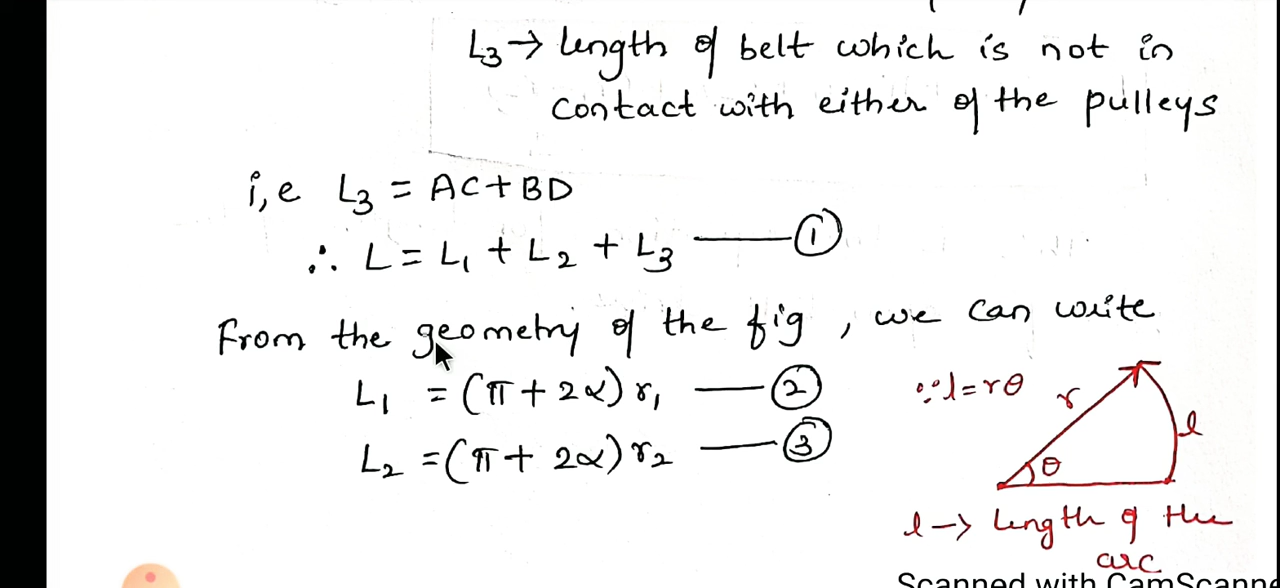 L3 → length of belt which is not in
contact with either of the pulleys
i,e L3 = AC + BD
∴ L = L1 + L2 + L3 —— ①
From the geometry of the fig, we can write
L1 = (π + 2α) r1 —— ②
∵ l = rθ
r
L2 = (π + 2α) r2 —— ③
l
θ
l → length of the
arc
Scanned with CamScanne